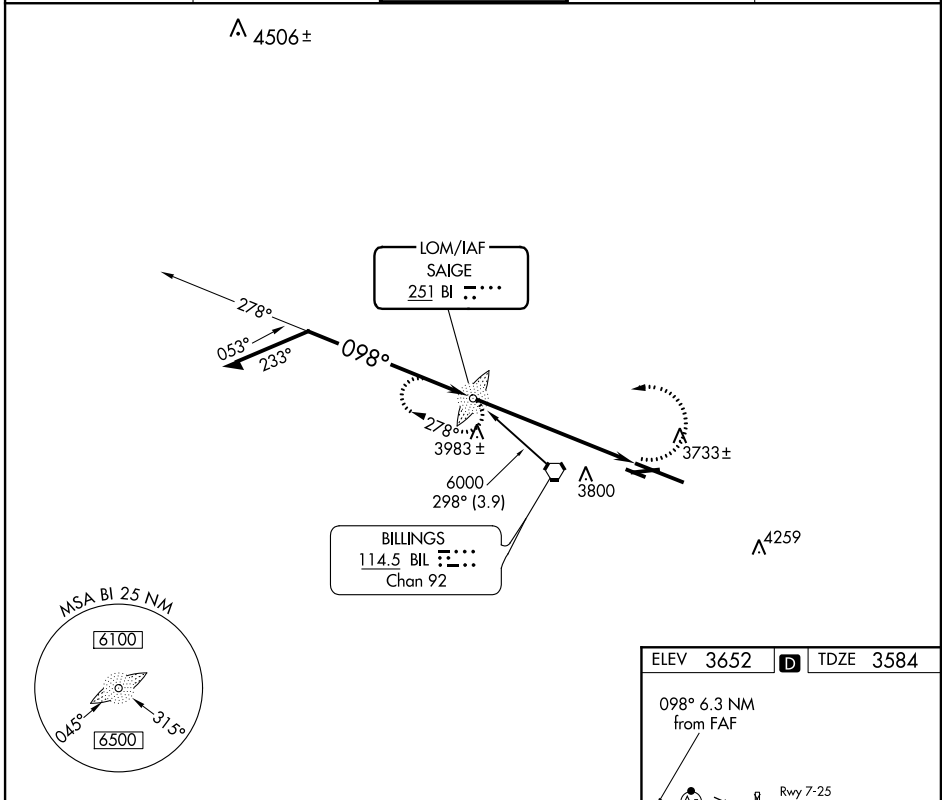 4506±
LOM/IAF
SAIGE
251 BI
278°
053°
233°
098°
278°
3983±
3733±
6000
298° (3.9)
3800
BILLINGS
114.5 BIL
Chan 92
4259
MSA BI 25 NM
6100
045°
315°
6500
ELEV 3652 D TDZE 3584
098° 6.3 NM
from FAF
Rwy 7-25